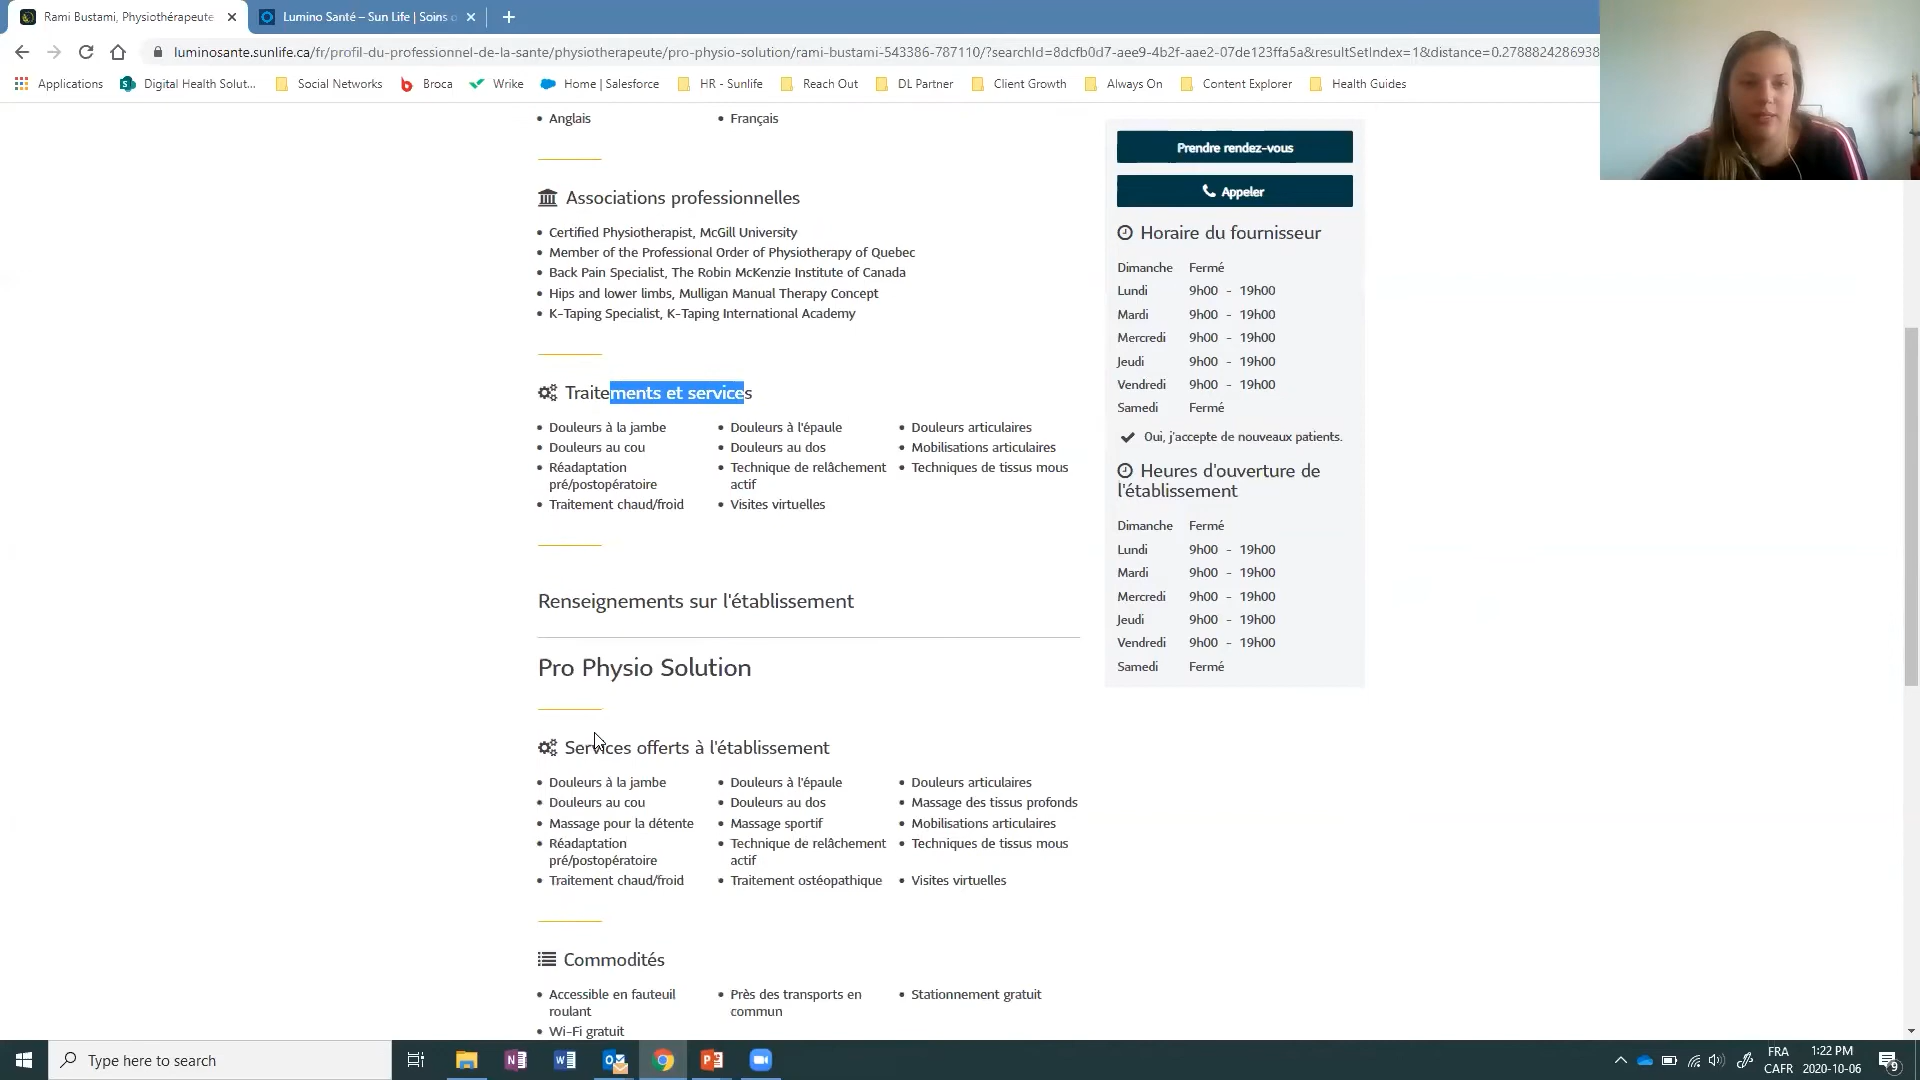 Rami Bustami, Physiothérapeute
Lumino Santé – Sun Life | Soins
luminosante.sunlife.ca/fr/profil-du-professionnel-de-la-sante/physiotherapeute/pro-physio-solution/rami-bustami-543386-787110/?searchId=8dcfb0d7-aee9-4b2f-aae2-07de123ffa5a&resultSetIndex=1&distance=0.2788824286938
Applications
Digital Health Solut...
Social Networks
Broca
Wrike
Home | Salesforce
HR - Sunlife
Reach Out
DL Partner
Client Growth
Always On
Content Explorer
Health Guides
• Anglais • Français
Associations professionnelles
• Certified Physiotherapist, McGill University
• Member of the Professional Order of Physiotherapy of Quebec
• Back Pain Specialist, The Robin McKenzie Institute of Canada
• Hips and lower limbs, Mulligan Manual Therapy Concept
• K-Taping Specialist, K-Taping International Academy
Traitements et services
• Douleurs à la jambe • Douleurs à l'épaule • Douleurs articulaires
• Douleurs au cou • Douleurs au dos • Mobilisations articulaires
• Réadaptation • Technique de relâchement • Techniques de tissus mous
pré/postopératoire actif
• Traitement chaud/froid • Visites virtuelles
Renseignements sur l'établissement
Pro Physio Solution
Services offerts à l'établissement
• Douleurs à la jambe • Douleurs à l'épaule • Douleurs articulaires
• Douleurs au cou • Douleurs au dos • Massage des tissus profonds
• Massage pour la détente • Massage sportif • Mobilisations articulaires
• Réadaptation • Technique de relâchement • Techniques de tissus mous
pré/postopératoire actif
• Traitement chaud/froid • Traitement ostéopathique • Visites virtuelles
Commodités
• Accessible en fauteuil • Près des transports en • Stationnement gratuit
roulant commun
• Wi-Fi gratuit
Prendre rendez-vous
Appeler
Horaire du fournisseur
Dimanche Fermé
Lundi 9h00 - 19h00
Mardi 9h00 - 19h00
Mercredi 9h00 - 19h00
Jeudi 9h00 - 19h00
Vendredi 9h00 - 19h00
Samedi Fermé
Oui, j'accepte de nouveaux patients.
Heures d'ouverture de
l'établissement
Dimanche Fermé
Lundi 9h00 - 19h00
Mardi 9h00 - 19h00
Mercredi 9h00 - 19h00
Jeudi 9h00 - 19h00
Vendredi 9h00 - 19h00
Samedi Fermé
Type here to search
FRA
CAFR
1:22 PM
2020-10-06
9